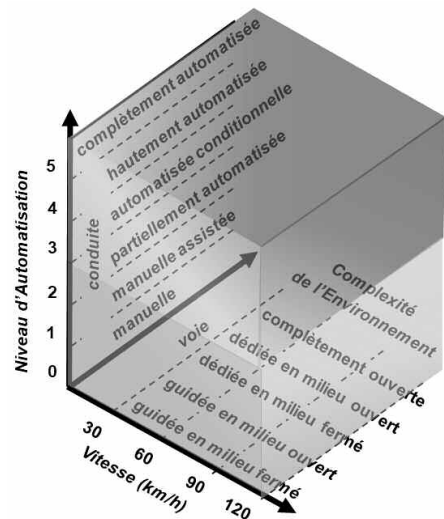 complètement automatisée
hautement automatisée
automatisée conditionnelle
partiellement automatisée
manuelle assistée
manuelle
conduite
Niveau d'Automatisation
5
4
3
2
1
0
Complexité
de l'Environnement
voie
complètement ouverte
dédiée en milieu ouvert
dédiée en milieu fermé
guidée en milieu ouvert
guidée en milieu fermé
30
60
90
120
Vitesse (km/h)